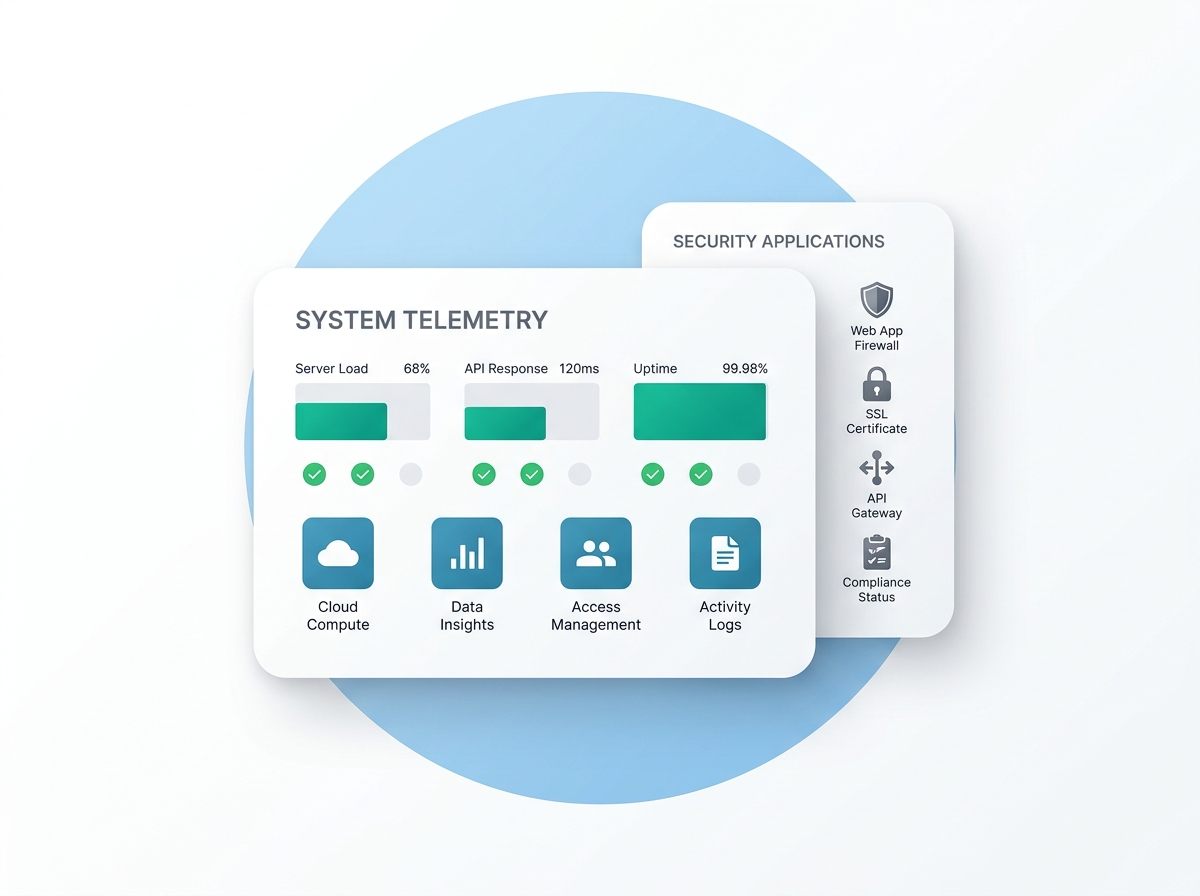 SECURITY APPLICATIONS
SYSTEM TELEMETRY
Server Load 68%
API Response 120ms
Uptime 99.98%
Cloud
Compute
Data
Insights
Access
Management
Activity
Logs
Web App
Firewall
SSL
Certificate
API
Gateway
Compliance
Status